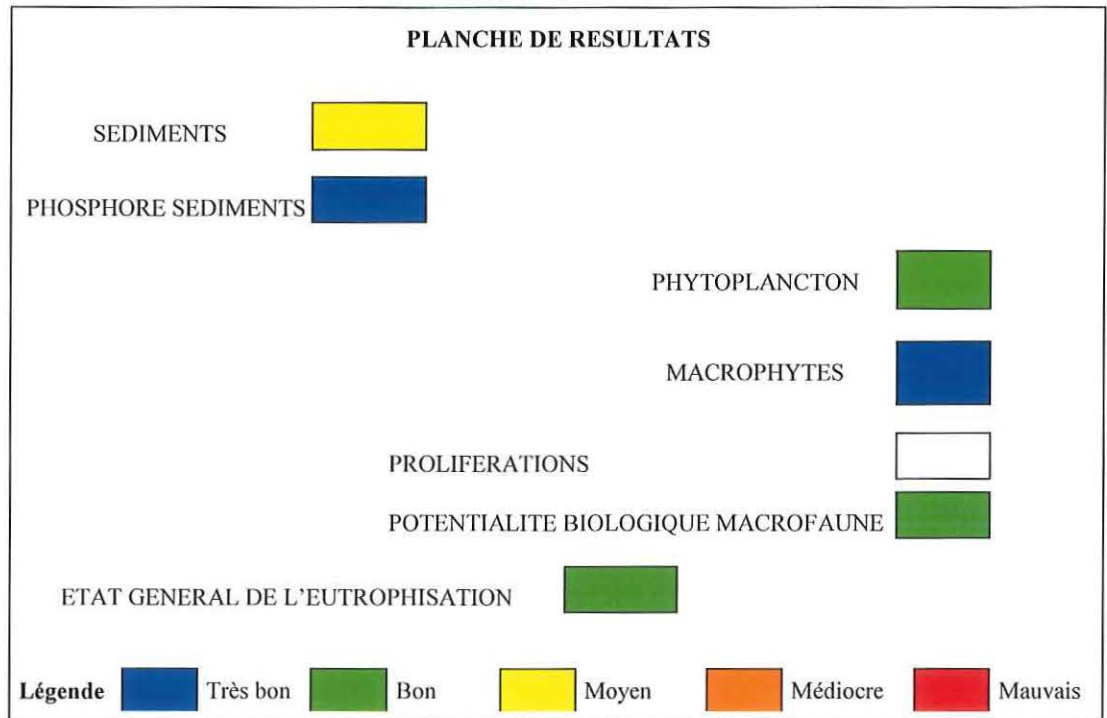 PLANCHE DE RESULTATS
SEDIMENTS
PHOSPHORE SEDIMENTS
PHYTOPLANCTON
MACROPHYTES
PROLIFERATIONS
POTENTIALITE BIOLOGIQUE MACROFAUNE
ETAT GENERAL DE L'EUTROPHISATION
Légende Très bon Bon Moyen Médiocre Mauvais